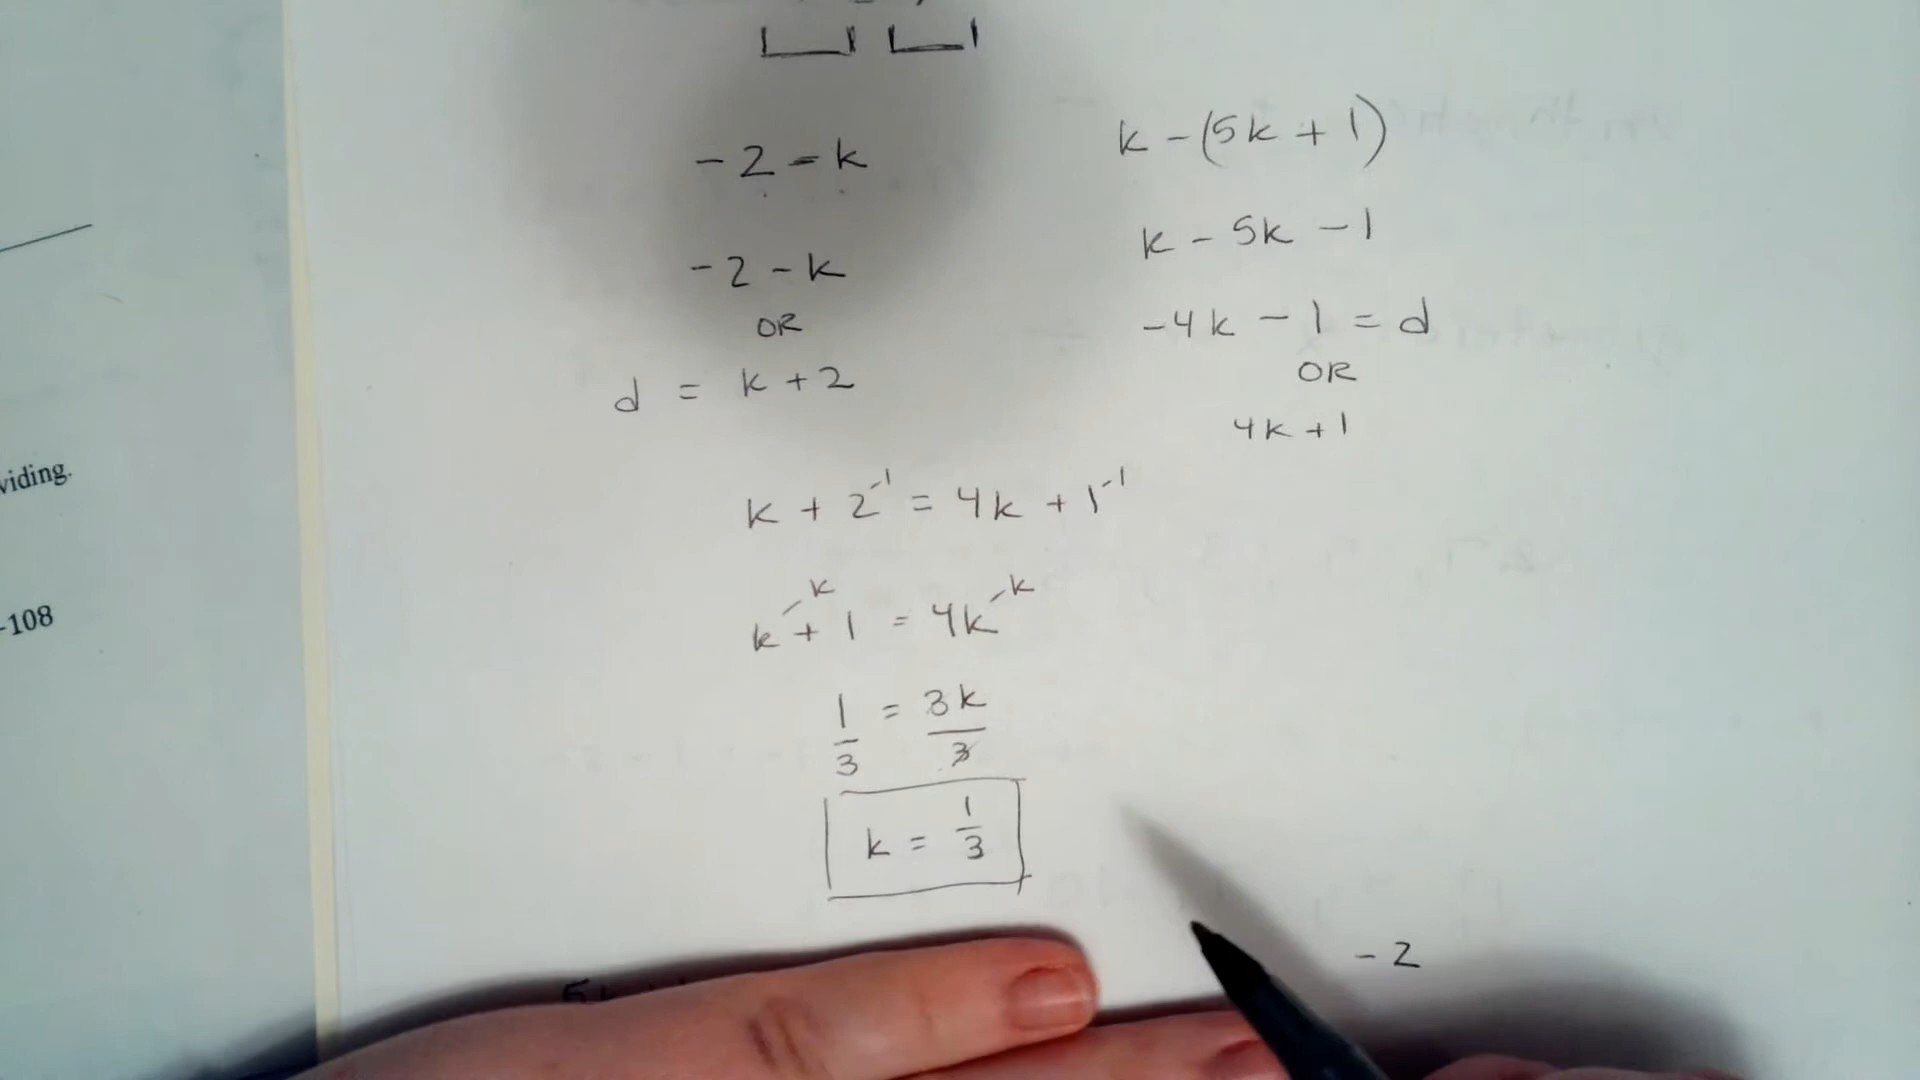 -2 - k
k - (5k + 1)
-2 - k
k - 5k - 1
OR
-4k - 1 = d
d = k + 2
OR
4k + 1
k + 2 -1 = 4k + 1 -1
k -k + 1 = 4k -k
1/3 = 3k/3
k = 1/3
-2
viding.
-108